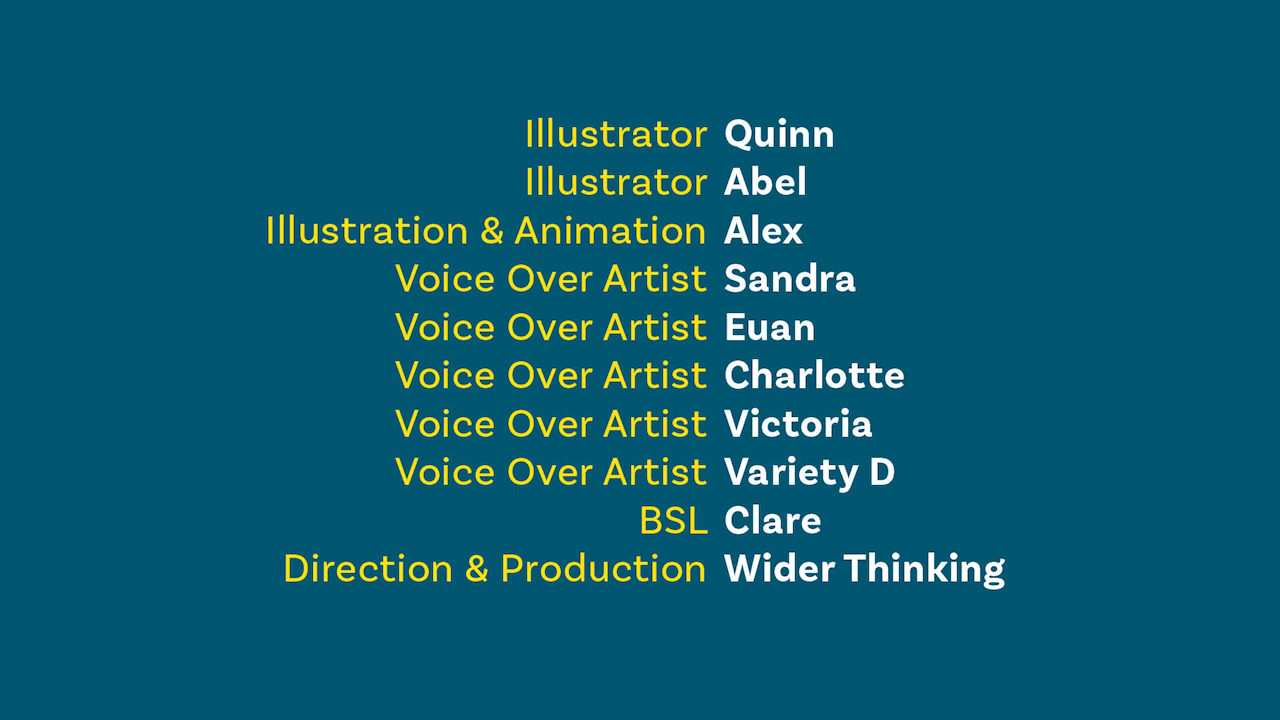 Illustrator Quinn
Illustrator Abel
Illustration & Animation Alex
Voice Over Artist Sandra
Voice Over Artist Euan
Voice Over Artist Charlotte
Voice Over Artist Victoria
Voice Over Artist Variety D
BSL Clare
Direction & Production Wider Thinking